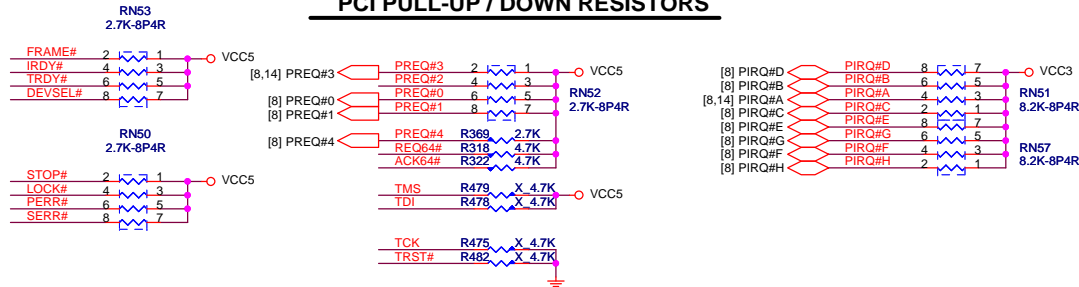 PCI PULL-UP / DOWN RESISTORS
RN53
2.7K-8P4R
FRAME# 2 1 VCC5
IRDY# 4 3
TRDY# 6 5
DEVSEL# 8 7
RN50
2.7K-8P4R
STOP# 2 1 VCC5
LOCK# 4 3
PERR# 6 5
SERR# 8 7
[8,14] PREQ#3 PREQ#3 2 1 VCC5
PREQ#2 4 3 RN52
[8] PREQ#0 PREQ#0 6 5 2.7K-8P4R
[8] PREQ#1 PREQ#1 8 7
[8] PREQ#4 PREQ#4 R369 2.7K
REQ64# R318 4.7K
ACK64# R322 4.7K
TMS R479 X_4.7K VCC5
TDI R478 X_4.7K
TCK R475 X_4.7K
TRST# R482 X_4.7K
[8] PIRQ#D PIRQ#D 8 7 VCC3
[8] PIRQ#B PIRQ#B 6 5 RN51
[8,14] PIRQ#A PIRQ#A 4 3 8.2K-8P4R
[8] PIRQ#C PIRQ#C 2 1
[8] PIRQ#E PIRQ#E 8 7
[8] PIRQ#G PIRQ#G 6 5 RN57
[8] PIRQ#F PIRQ#F 4 3 8.2K-8P4R
[8] PIRQ#H PIRQ#H 2 1